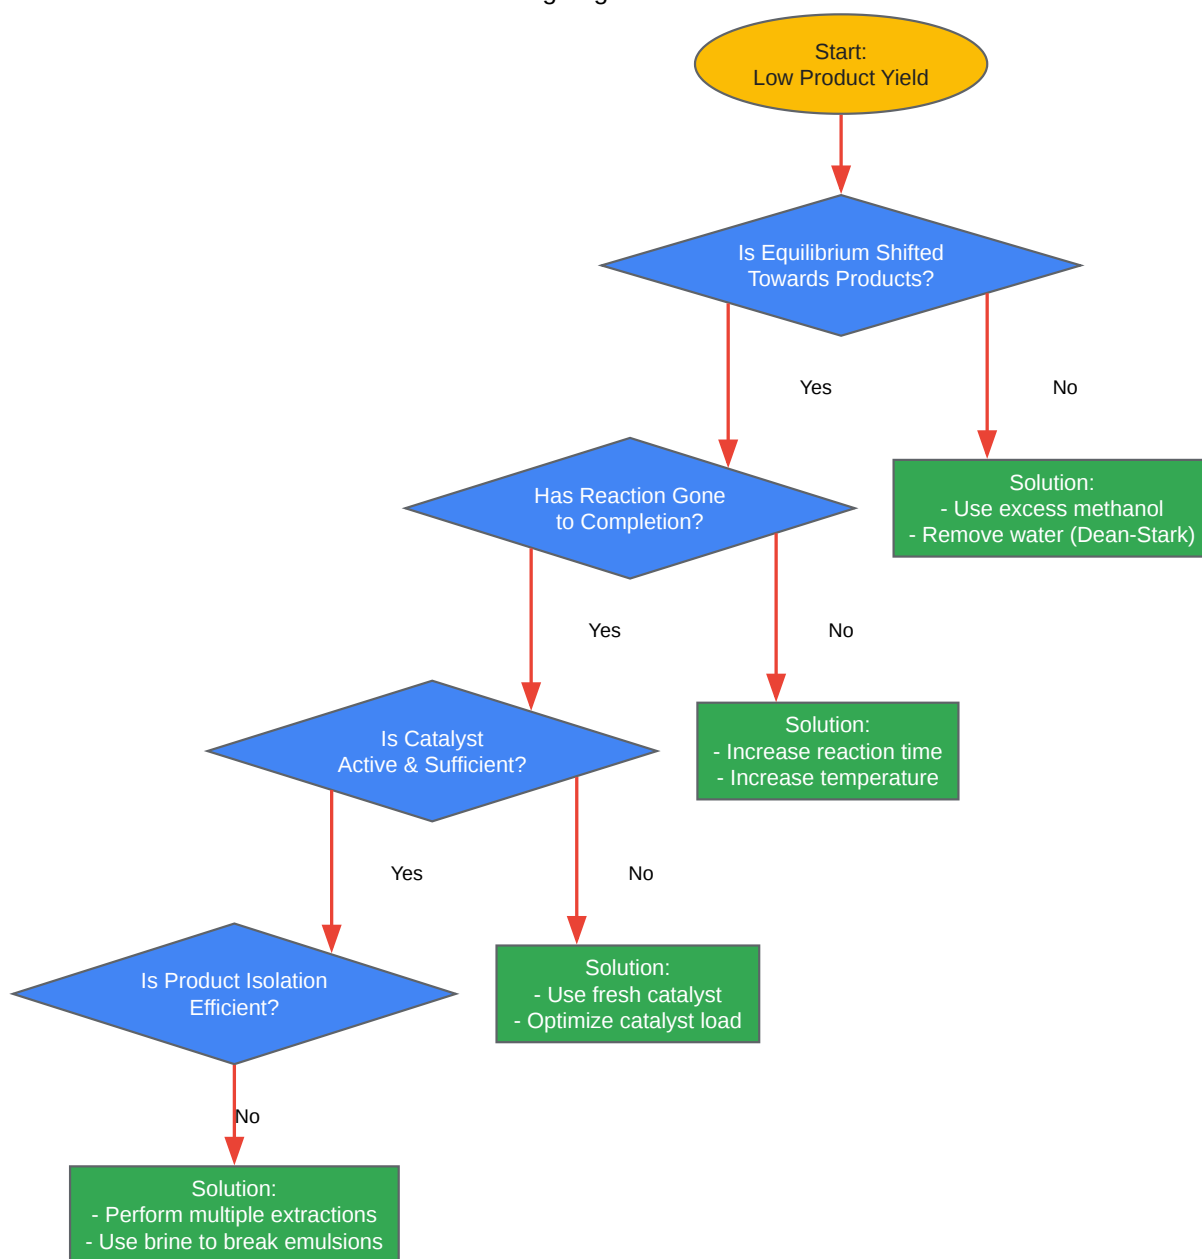 Start:
Low Product Yield
Is Equilibrium Shifted
Towards Products?
Yes
No
Has Reaction Gone
to Completion?
Solution:
- Use excess methanol
- Remove water (Dean-Stark)
Yes
No
Is Catalyst
Active & Sufficient?
Solution:
- Increase reaction time
- Increase temperature
Yes
No
Is Product Isolation
Efficient?
Solution:
- Use fresh catalyst
- Optimize catalyst load
No
Solution:
- Perform multiple extractions
- Use brine to break emulsions